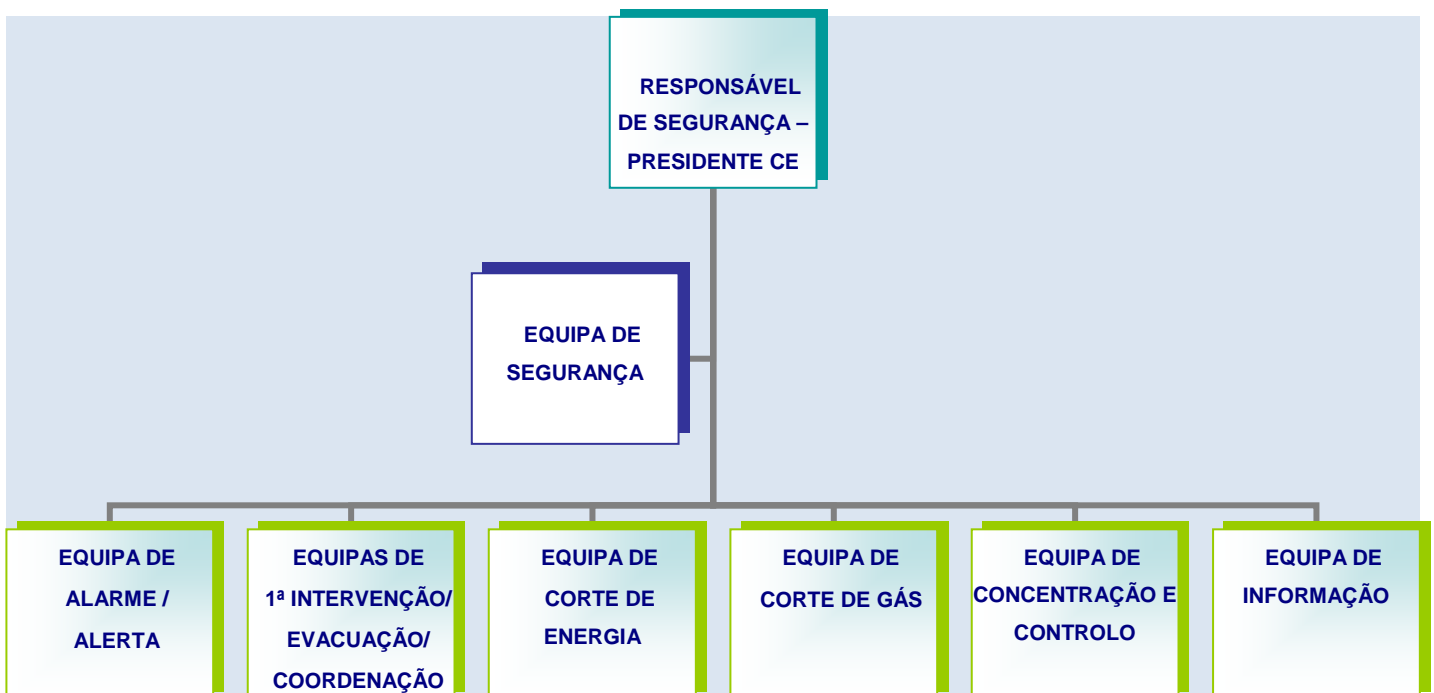 RESPONSÁVEL
DE SEGURANÇA –
PRESIDENTE CE
EQUIPA DE
SEGURANÇA
EQUIPA DE
ALARME /
ALERTA
EQUIPAS DE
1ª INTERVENÇÃO/
EVACUAÇÃO/
COORDENAÇÃO
EQUIPA DE
CORTE DE
ENERGIA
EQUIPA DE
CORTE DE GÁS
EQUIPA DE
CONCENTRAÇÃO E
CONTROLO
EQUIPA DE
INFORMAÇÃO